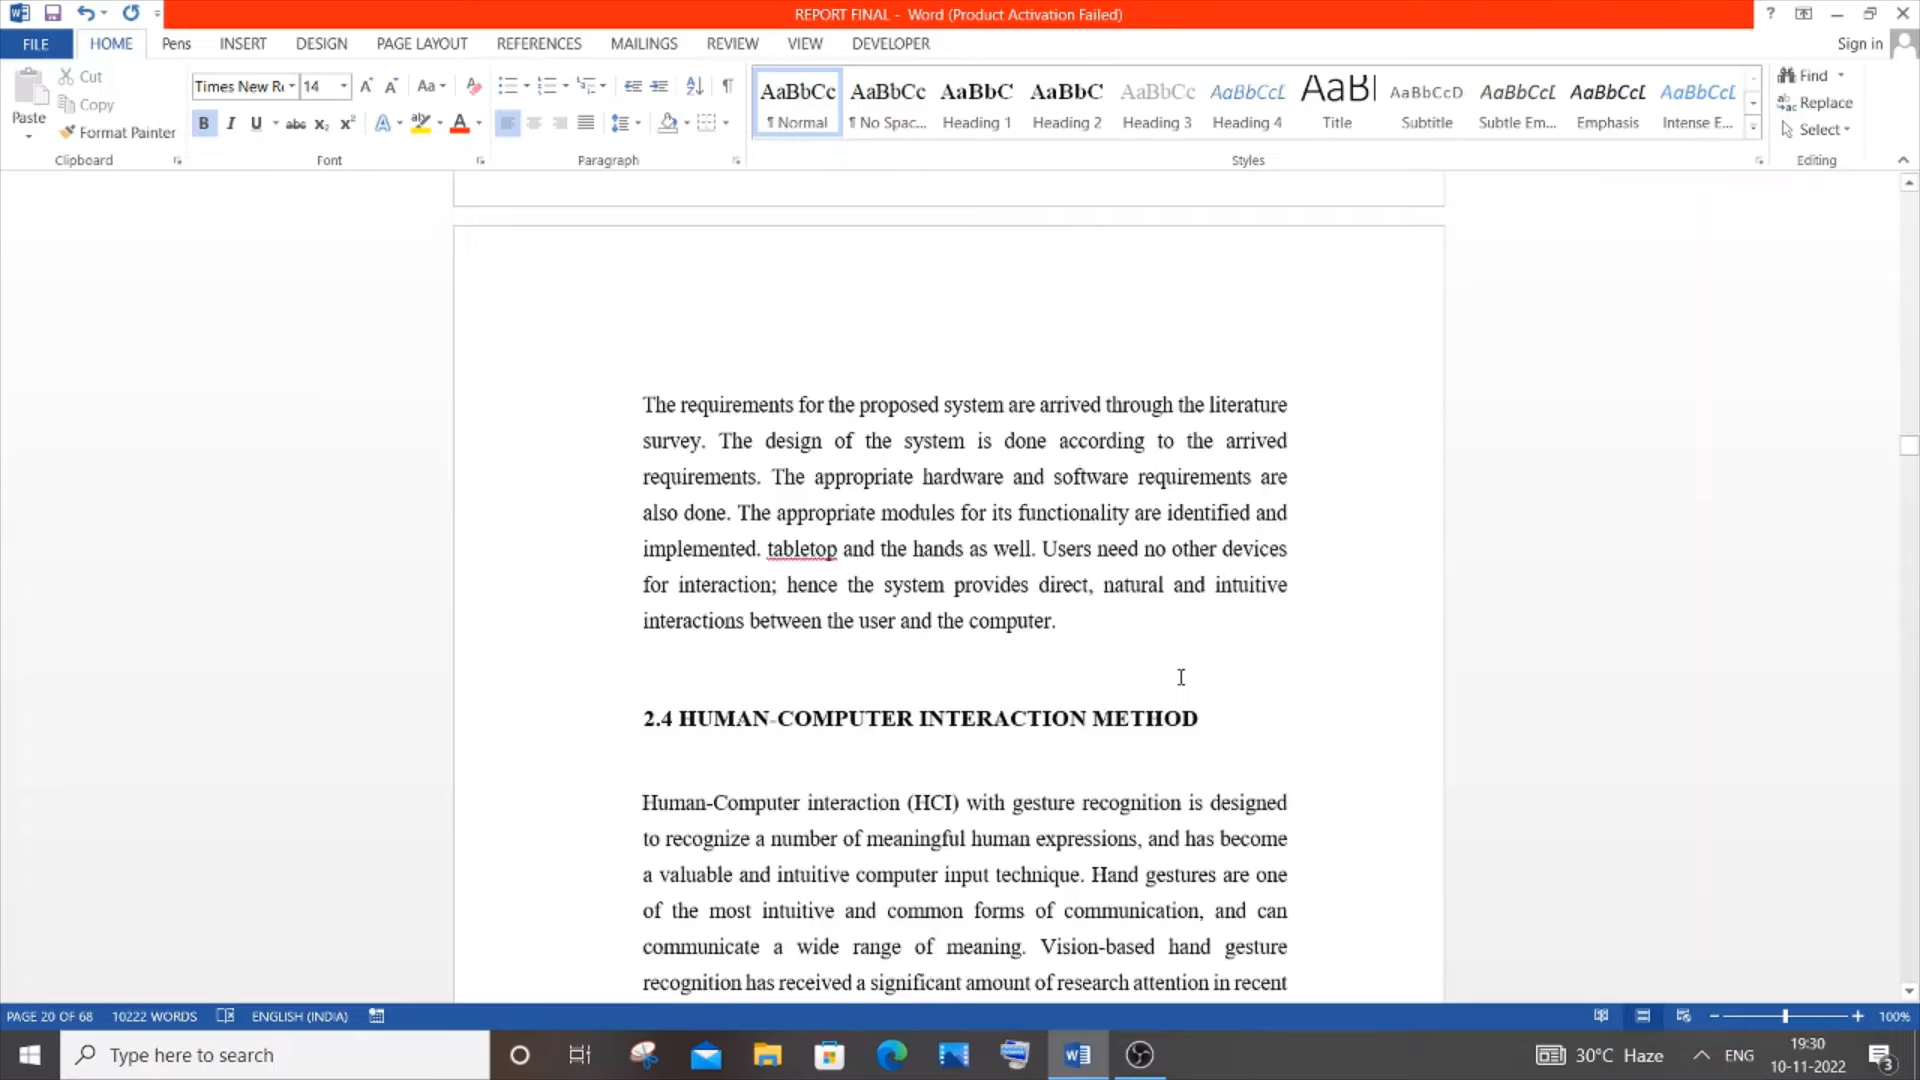 REPORT FINAL - Word (Product Activation Failed)
FILE HOME Pens INSERT DESIGN PAGE LAYOUT REFERENCES MAILINGS REVIEW VIEW DEVELOPER Sign in
Paste Cut Copy Format Painter
Clipboard
Times New R 14 Aa
B I U abc x₂ x² A ab A
Font
Paragraph
AaBbCc AaBbCc AaBbC AaBbC AaBbCc AaBbCcI AaB AaBbCcD AaBbCcL AaBbCcL AaBbCcL
¶ Normal ¶ No Spac... Heading 1 Heading 2 Heading 3 Heading 4 Title Subtitle Subtle Em... Emphasis Intense E...
Styles
Find
Replace
Select
Editing
The requirements for the proposed system are arrived through the literature
survey. The design of the system is done according to the arrived
requirements. The appropriate hardware and software requirements are
also done. The appropriate modules for its functionality are identified and
implemented. tabletop and the hands as well. Users need no other devices
for interaction; hence the system provides direct, natural and intuitive
interactions between the user and the computer.
2.4 HUMAN-COMPUTER INTERACTION METHOD
Human-Computer interaction (HCI) with gesture recognition is designed
to recognize a number of meaningful human expressions, and has become
a valuable and intuitive computer input technique. Hand gestures are one
of the most intuitive and common forms of communication, and can
communicate a wide range of meaning. Vision-based hand gesture
recognition has received a significant amount of research attention in recent
PAGE 20 OF 68 10222 WORDS ENGLISH (INDIA) 100%
Type here to search 30°C Haze ENG 19:30
10-11-2022 3